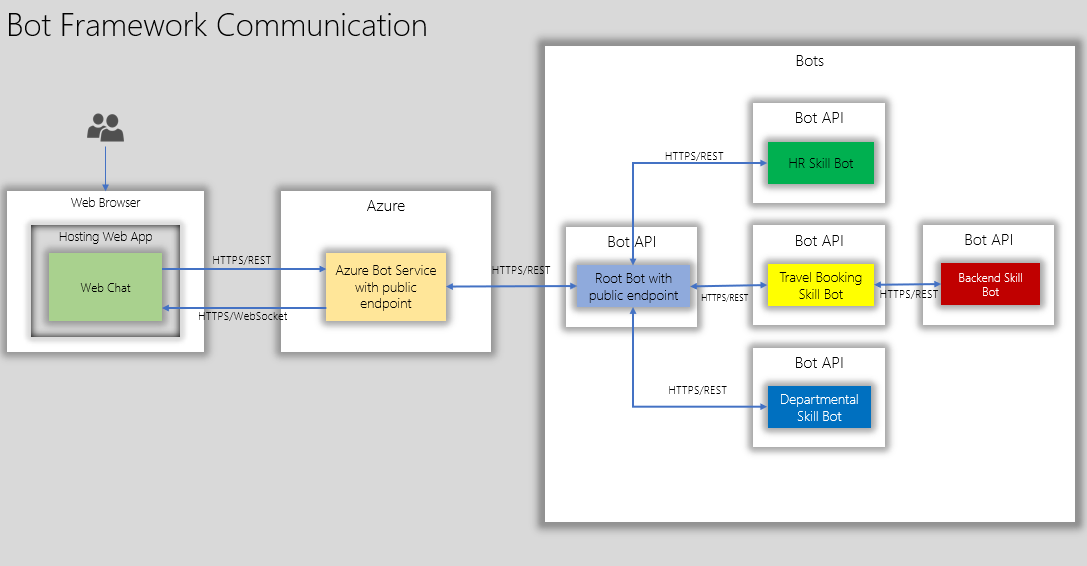 Bot Framework Communication
Web Browser
Hosting Web App
Web Chat
HTTPS/REST
HTTPS/WebSocket
Azure
Azure Bot Service
with public
endpoint
HTTPS/REST
Bots
Bot API
Root Bot with
public endpoint
HTTPS/REST
Bot API
HR Skill Bot
HTTPS/REST
Bot API
Travel Booking
Skill Bot
HTTPS/REST
Bot API
Backend Skill
Bot
HTTPS/REST
Bot API
Departmental
Skill Bot